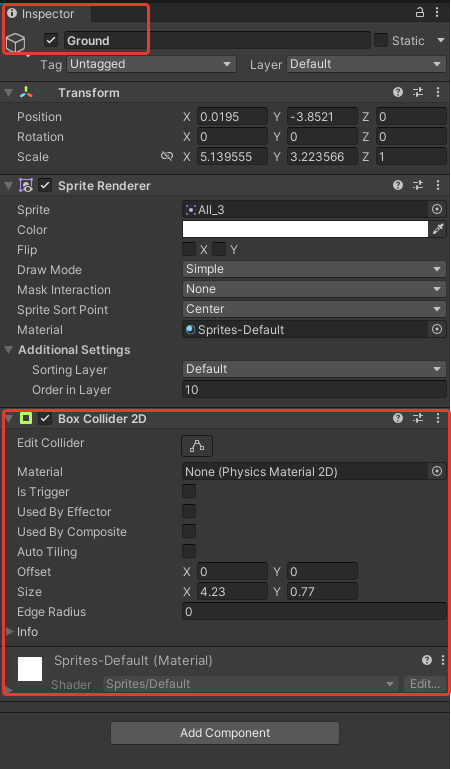 Inspector
Ground Static
Tag Untagged Layer Default
Transform
Position X 0.0195 Y -3.8521 Z 0
Rotation X 0 Y 0 Z 0
Scale X 5.139555 Y 3.223566 Z 1
Sprite Renderer
Sprite All_3
Color
Flip X Y
Draw Mode Simple
Mask Interaction None
Sprite Sort Point Center
Material Sprites-Default
Additional Settings
Sorting Layer Default
Order in Layer 10
Box Collider 2D
Edit Collider
Material None (Physics Material 2D)
Is Trigger
Used By Effector
Used By Composite
Auto Tiling
Offset X 0 Y 0
Size X 4.23 Y 0.77
Edge Radius 0
Info
Sprites-Default (Material)
Shader Sprites/Default Edit...
Add Component